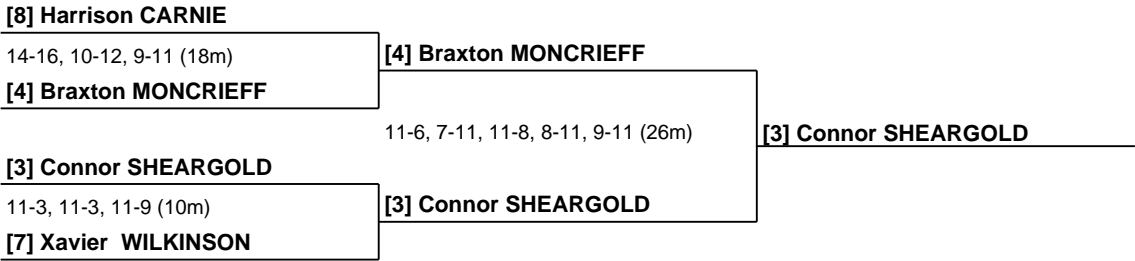 [8] Harrison CARNIE
14-16, 10-12, 9-11 (18m)
[4] Braxton MONCRIEFF
[4] Braxton MONCRIEFF
11-6, 7-11, 11-8, 8-11, 9-11 (26m)
[3] Connor SHEARGOLD
[3] Connor SHEARGOLD
11-3, 11-3, 11-9 (10m)
[3] Connor SHEARGOLD
[7] Xavier  WILKINSON